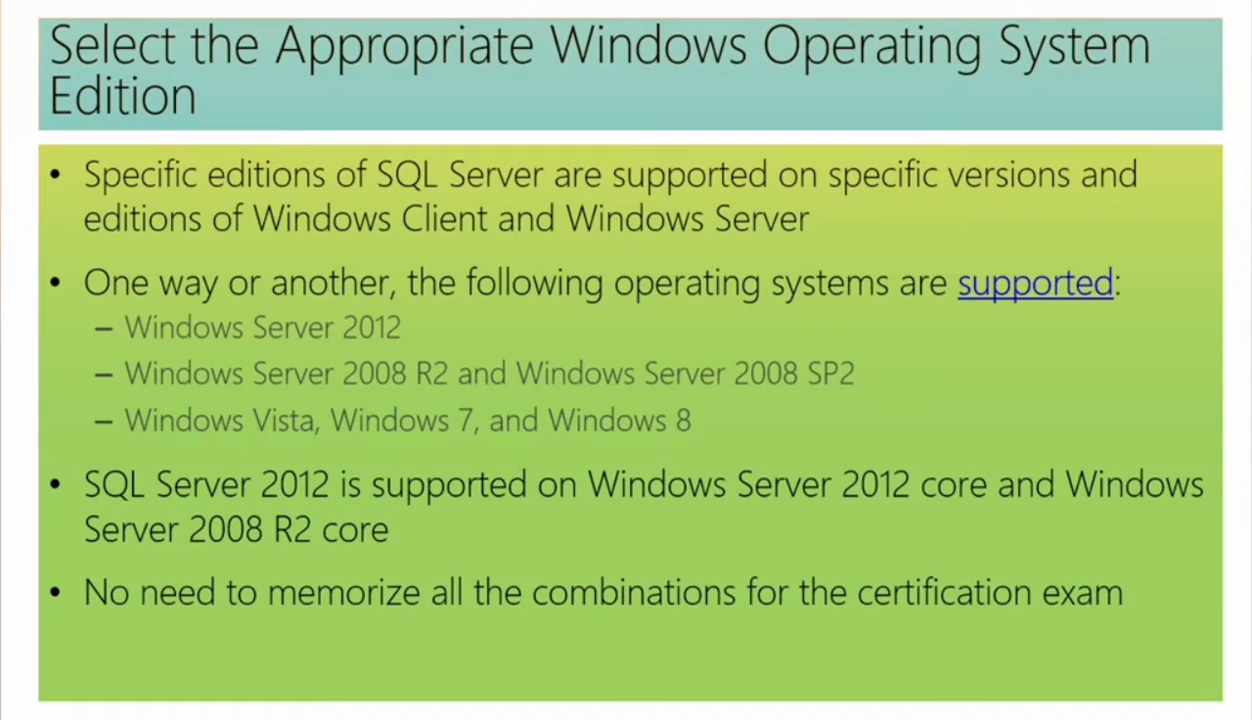 Select the Appropriate Windows Operating System
Edition
• Specific editions of SQL Server are supported on specific versions and
editions of Windows Client and Windows Server
• One way or another, the following operating systems are supported:
– Windows Server 2012
– Windows Server 2008 R2 and Windows Server 2008 SP2
– Windows Vista, Windows 7, and Windows 8
• SQL Server 2012 is supported on Windows Server 2012 core and Windows
Server 2008 R2 core
• No need to memorize all the combinations for the certification exam